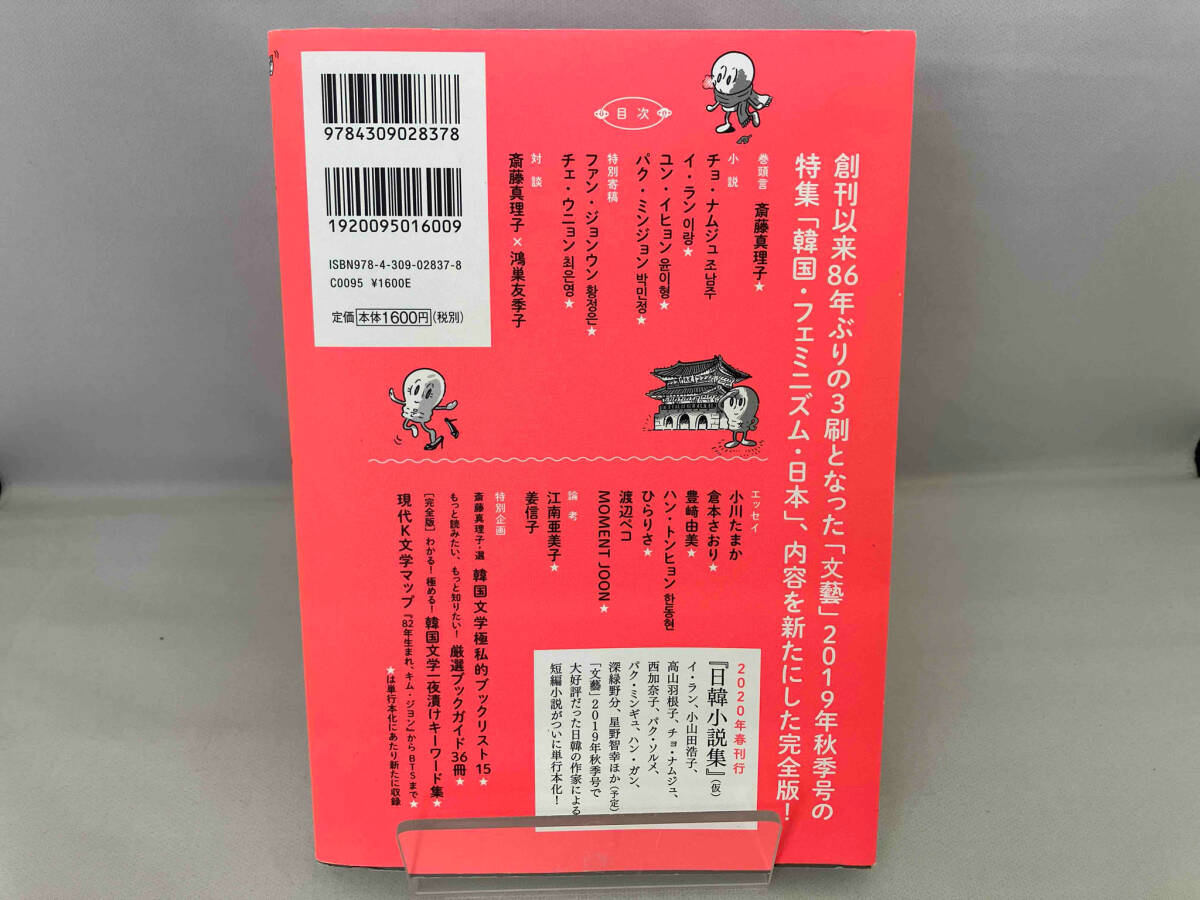 創刊以来86年ぶりの3刷となった「文藝」2019年秋季号の
特集「韓国・フェミニズム・日本」、内容を新たにした完全版！
目次
巻頭言 斎藤真理子★
小説
チョ・ナムジュ 조남주
イ・ラン 이랑★
ユン・イヒョン 윤이형★
パク・ミンジョン 박민정★
特別寄稿
ファン・ジョンウン 황정은★
チェ・ウニョン 최은영★
対談
斎藤真理子×鴻巣友季子
9784309028378
1920095016009
ISBN978-4-309-02837-8
C0095 ¥1600E
定価 本体1600円（税別）
エッセイ
小川たまか
倉本さおり★
豊﨑由美★
ハン・トンヒョン 한동현
ひらりさ★
渡辺ペコ
MOMENT JOON★
論考
江南亜美子★
姜信子
特別企画
斎藤真理子・選 韓国文学極私的ブックリスト15★
もっと読みたい、もっと知りたい！ 厳選ブックガイド36冊★
［完全版］わかる！極める！韓国文学一夜漬けキーワード集★
現代K文学マップ『82年生まれ、キム・ジヨン』からBTSまで★
★は単行本化にあたり新たに収録
2020年春刊行
『日韓小説集』（仮）
イ・ラン、小山田浩子、
高山羽根子、チョ・ナムジュ、
西加奈子、パク・ソルメ、
パク・ミンギュ、ハン・ガン、
深緑野分、星野智幸ほか（予定）
「文藝」2019年秋季号で
大好評だった日韓の作家による
短編小説がついに単行本化！